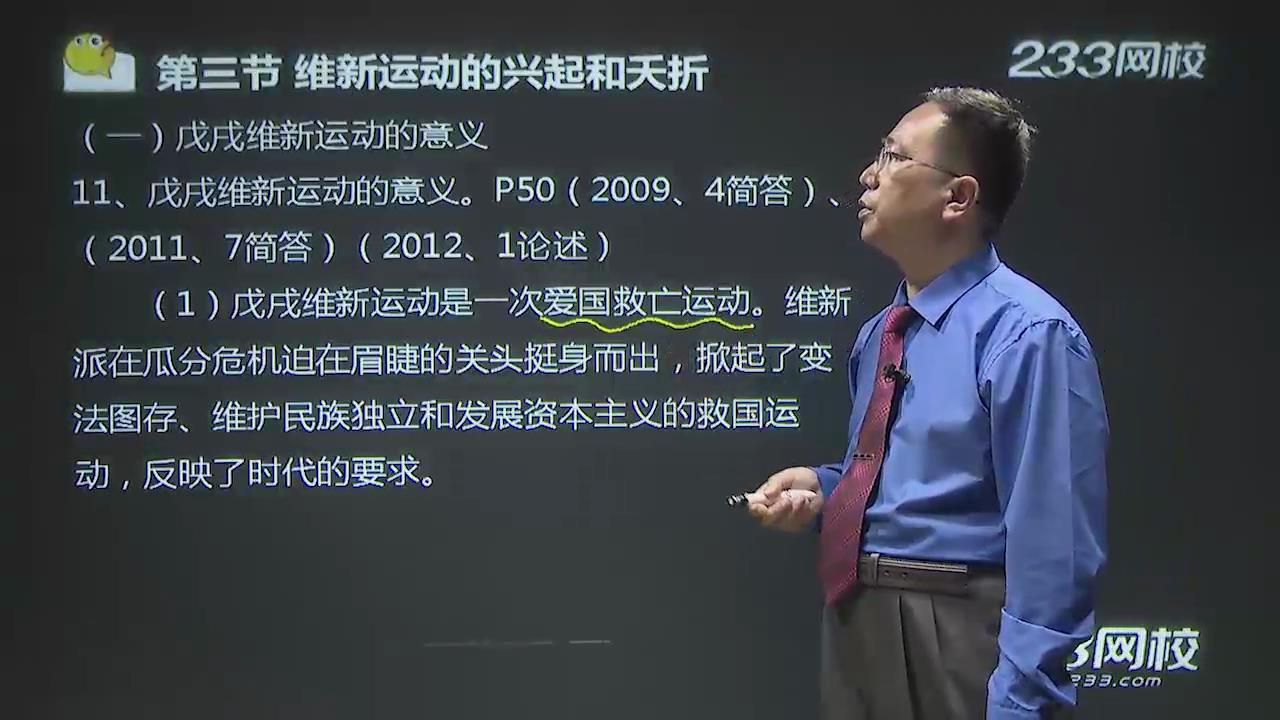 第三节 维新运动的兴起和夭折
233网校
（一）戊戌维新运动的意义
11、戊戌维新运动的意义。P50（2009、4简答）、
（2011、7简答）（2012、1论述）
（1）戊戌维新运动是一次爱国救亡运动。维新
派在瓜分危机迫在眉睫的关头挺身而出，掀起了变
法图存、维护民族独立和发展资本主义的救国运
动，反映了时代的要求。
3网校
233.com